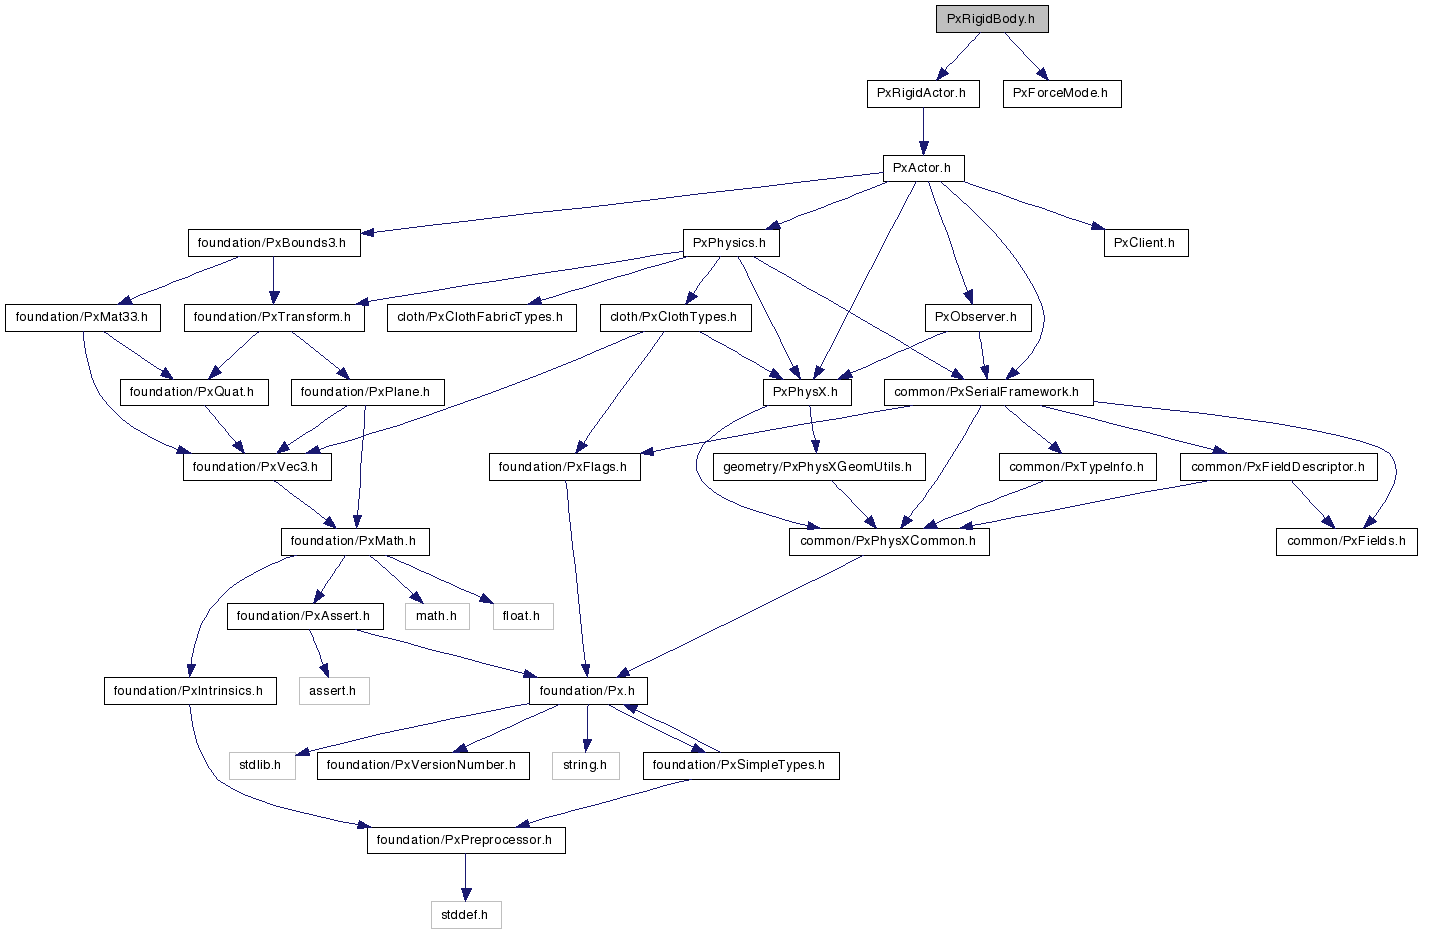 PxRigidBody.h
PxRigidActor.h
PxForceMode.h
PxActor.h
foundation/PxBounds3.h
PxPhysics.h
PxClient.h
foundation/PxMat33.h
foundation/PxTransform.h
cloth/PxClothFabricTypes.h
cloth/PxClothTypes.h
PxObserver.h
foundation/PxQuat.h
foundation/PxPlane.h
PxPhysX.h
common/PxSerialFramework.h
foundation/PxVec3.h
foundation/PxFlags.h
geometry/PxPhysXGeomUtils.h
common/PxTypeInfo.h
common/PxFieldDescriptor.h
foundation/PxMath.h
common/PxPhysXCommon.h
common/PxFields.h
foundation/PxAssert.h
math.h
float.h
foundation/PxIntrinsics.h
assert.h
foundation/Px.h
stdlib.h
foundation/PxVersionNumber.h
string.h
foundation/PxSimpleTypes.h
foundation/PxPreprocessor.h
stddef.h